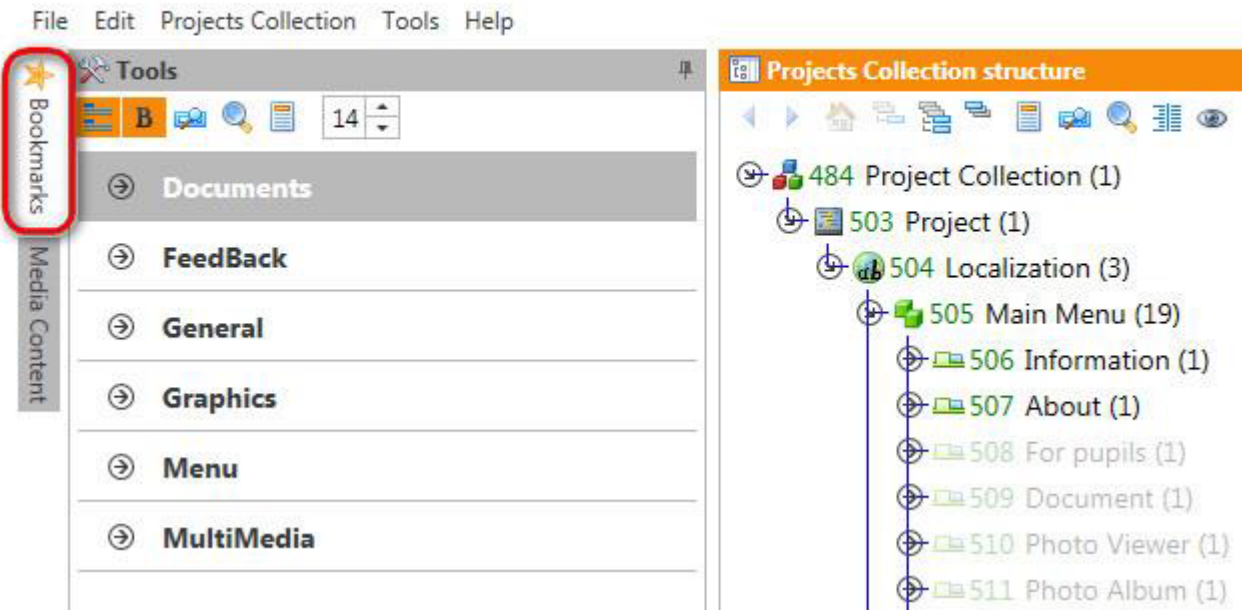 File Edit Projects Collection Tools Help
Bookmarks
Media Content
Tools
B 14
Documents
FeedBack
General
Graphics
Menu
MultiMedia
Projects Collection structure
484 Project Collection (1)
503 Project (1)
ab 504 Localization (3)
505 Main Menu (19)
506 Information (1)
507 About (1)
508 For pupils (1)
509 Document (1)
510 Photo Viewer (1)
511 Photo Album (1)